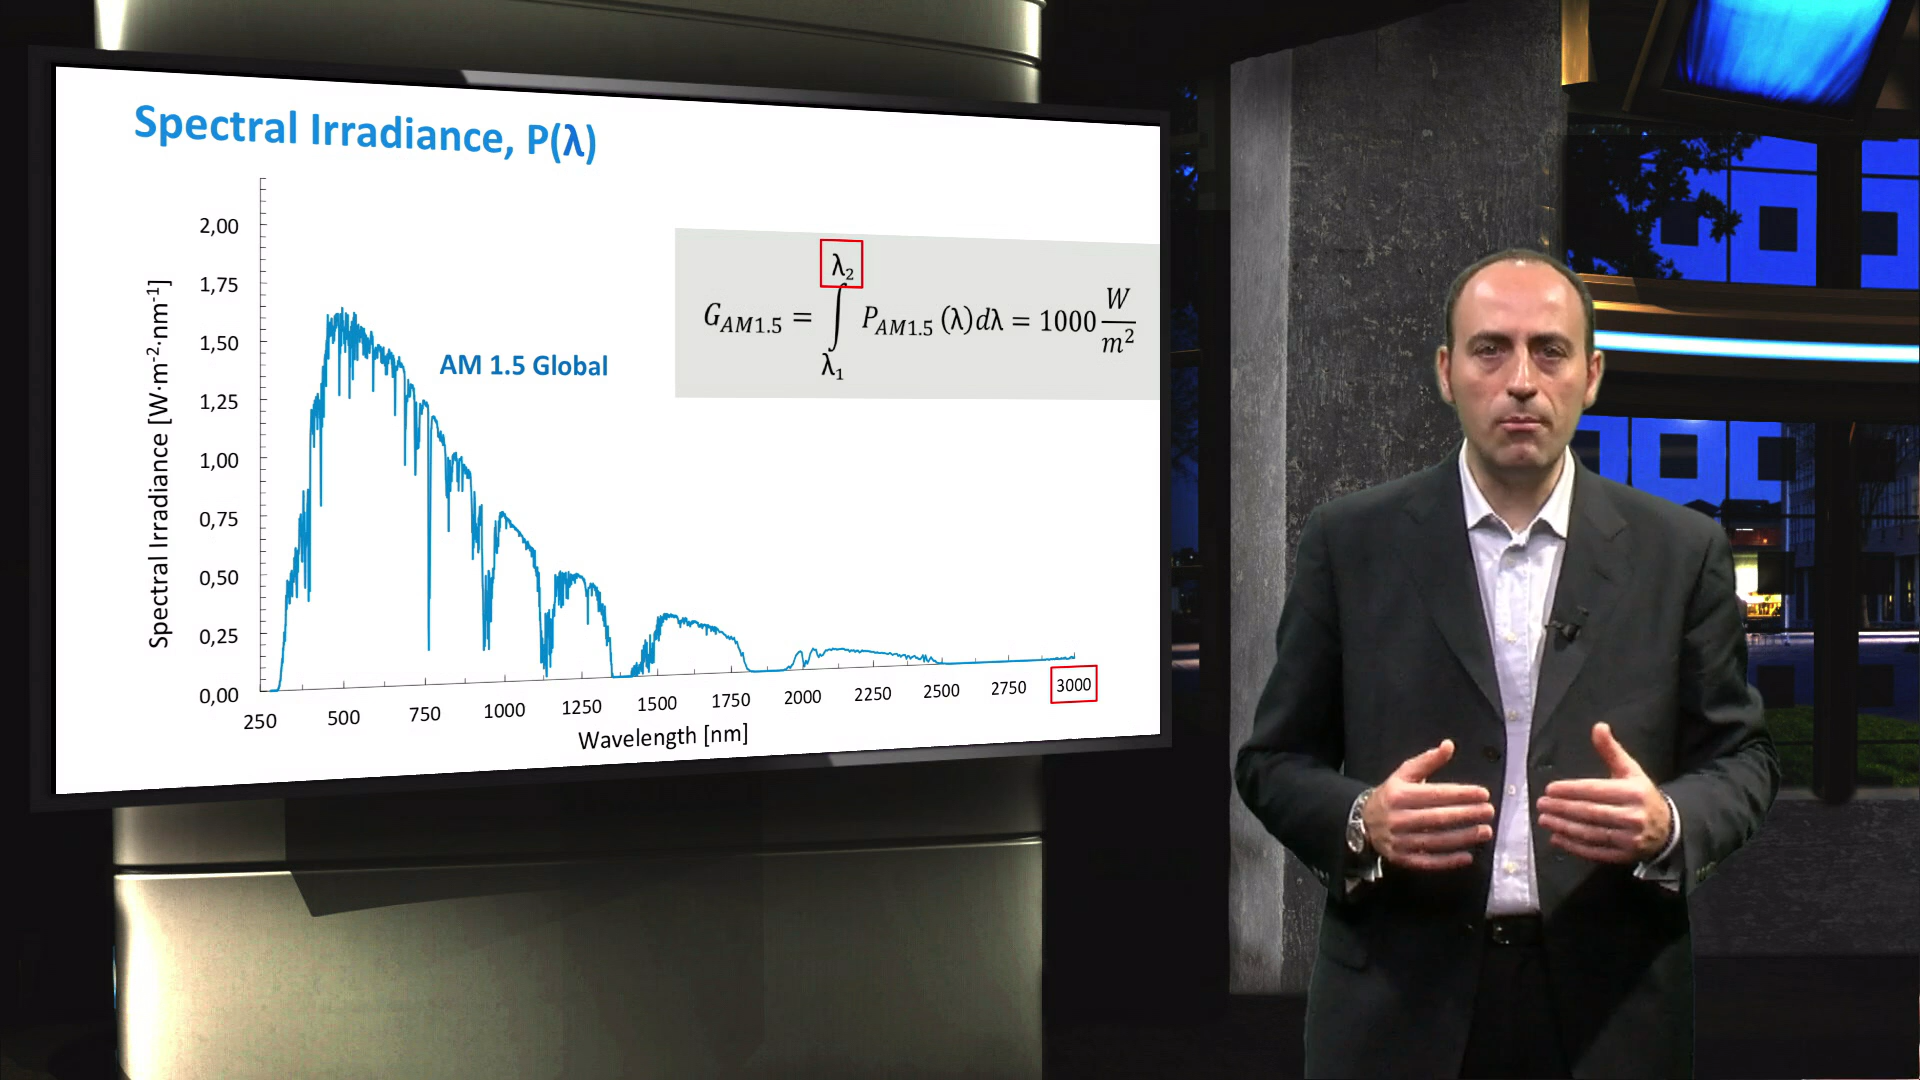 Spectral Irradiance, P(λ)
2,00
1,75
1,50
1,25
1,00
0,75
0,50
0,25
0,00
Spectral Irradiance [W·m⁻²·nm⁻¹]
AM 1.5 Global
λ₂
G_AM1.5 = ∫ P_AM1.5 (λ)dλ = 1000 W/m²
λ₁
250 500 750 1000 1250 1500 1750 2000 2250 2500 2750 3000
Wavelength [nm]